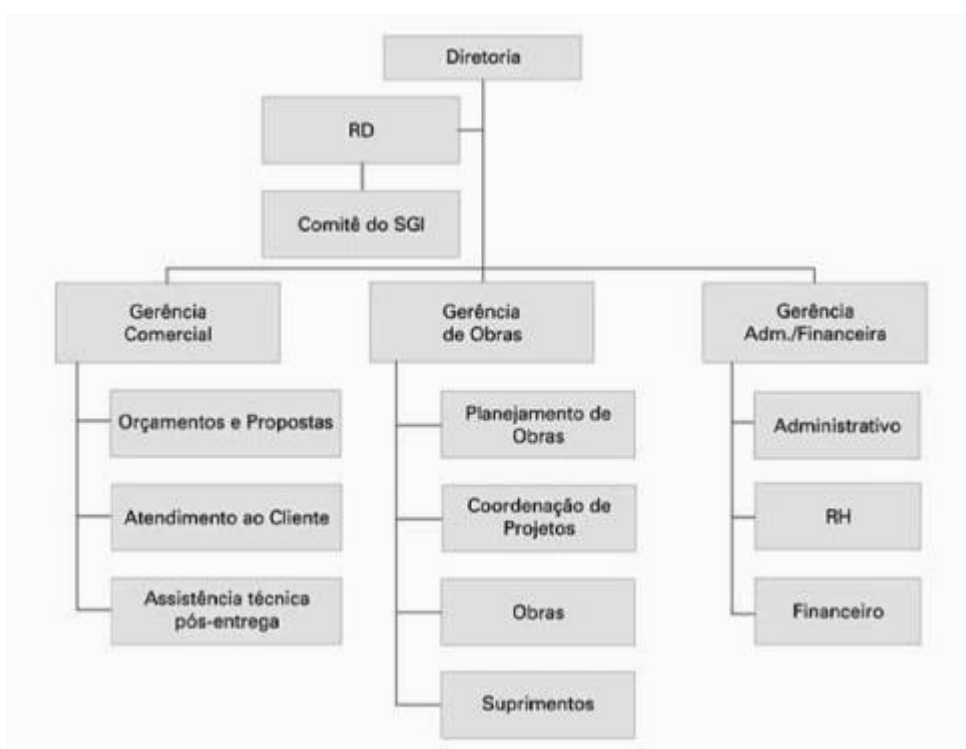 Diretoria
RD
Comitê do SGI
Gerência
Comercial
Orçamentos e Propostas
Atendimento ao Cliente
Assistência técnica
pós-entrega
Gerência
de Obras
Planejamento de
Obras
Coordenação de
Projetos
Obras
Suprimentos
Gerência
Adm./Financeira
Administrativo
RH
Financeiro